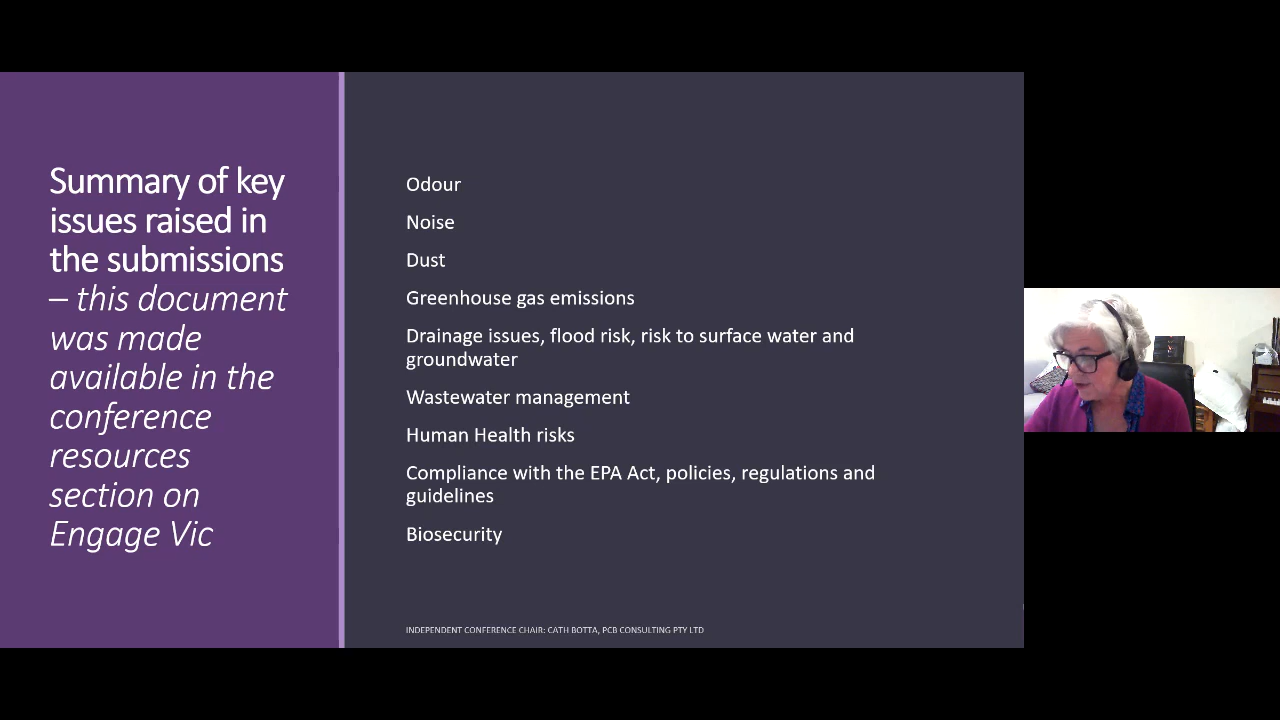 Summary of key
issues raised in
the submissions
– this document
was made
available in the
conference
resources
section on
Engage Vic
Odour
Noise
Dust
Greenhouse gas emissions
Drainage issues, flood risk, risk to surface water and
groundwater
Wastewater management
Human Health risks
Compliance with the EPA Act, policies, regulations and
guidelines
Biosecurity
INDEPENDENT CONFERENCE CHAIR: CATH BOTTA, PCB CONSULTING PTY LTD